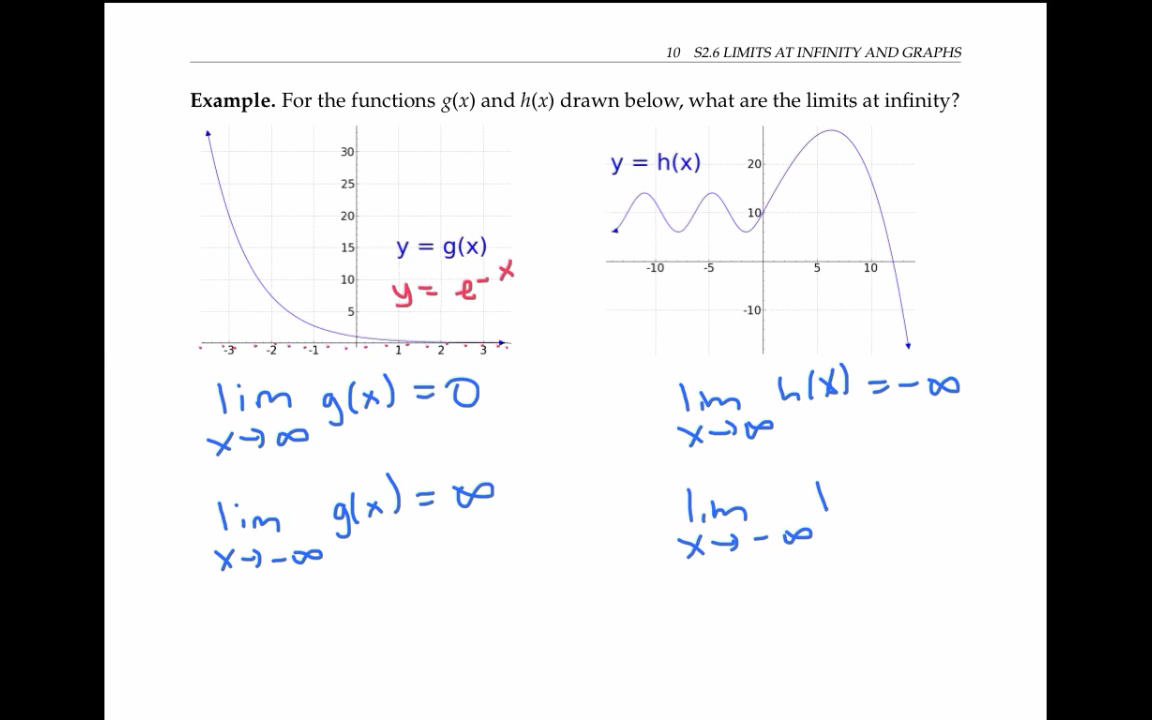 10 S2.6 LIMITS AT INFINITY AND GRAPHS
Example. For the functions g(x) and h(x) drawn below, what are the limits at infinity?
30
25
20
15
10
5
-3 -2 -1 1 2 3
y = g(x)
y = e^-x
y = h(x)
20
10
-10 -5 5 10
-10
lim g(x) = 0
x→∞
lim g(x) = ∞
x→-∞
lim h(x) = -∞
x→∞
lim
x→-∞